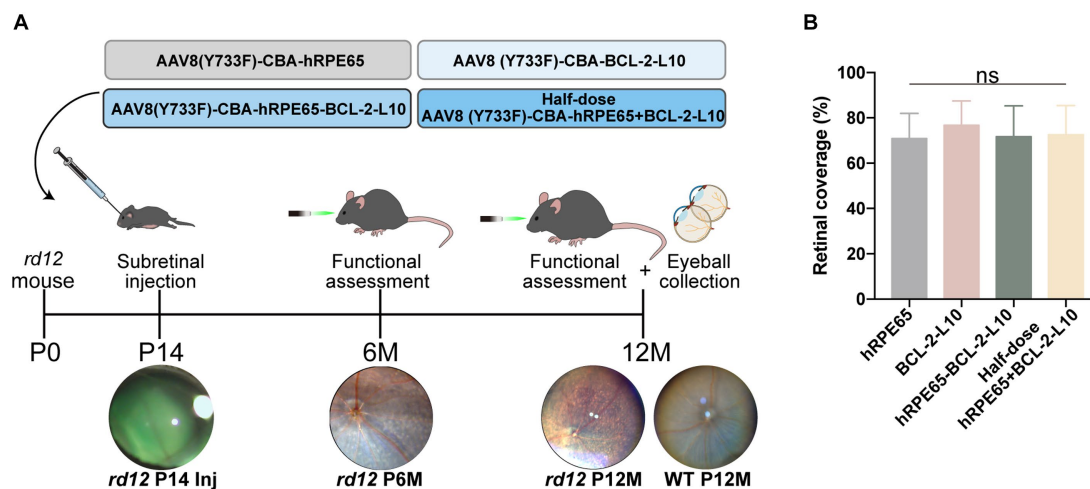 A
AAV8(Y733F)-CBA-hRPE65
AAV8 (Y733F)-CBA-BCL-2-L10
AAV8(Y733F)-CBA-hRPE65-BCL-2-L10
Half-dose
AAV8 (Y733F)-CBA-hRPE65+BCL-2-L10
rd12
mouse
Subretinal
injection
Functional
assessment
Functional
assessment
+
Eyeball
collection
P0
P14
6M
12M
rd12 P14 Inj
rd12 P6M
rd12 P12M
WT P12M
B
ns
Retinal coverage (%)
100
80
60
40
20
0
hRPE65
BCL-2-L10
hRPE65-BCL-2-L10
Half-dose
hRPE65+BCL-2-L10